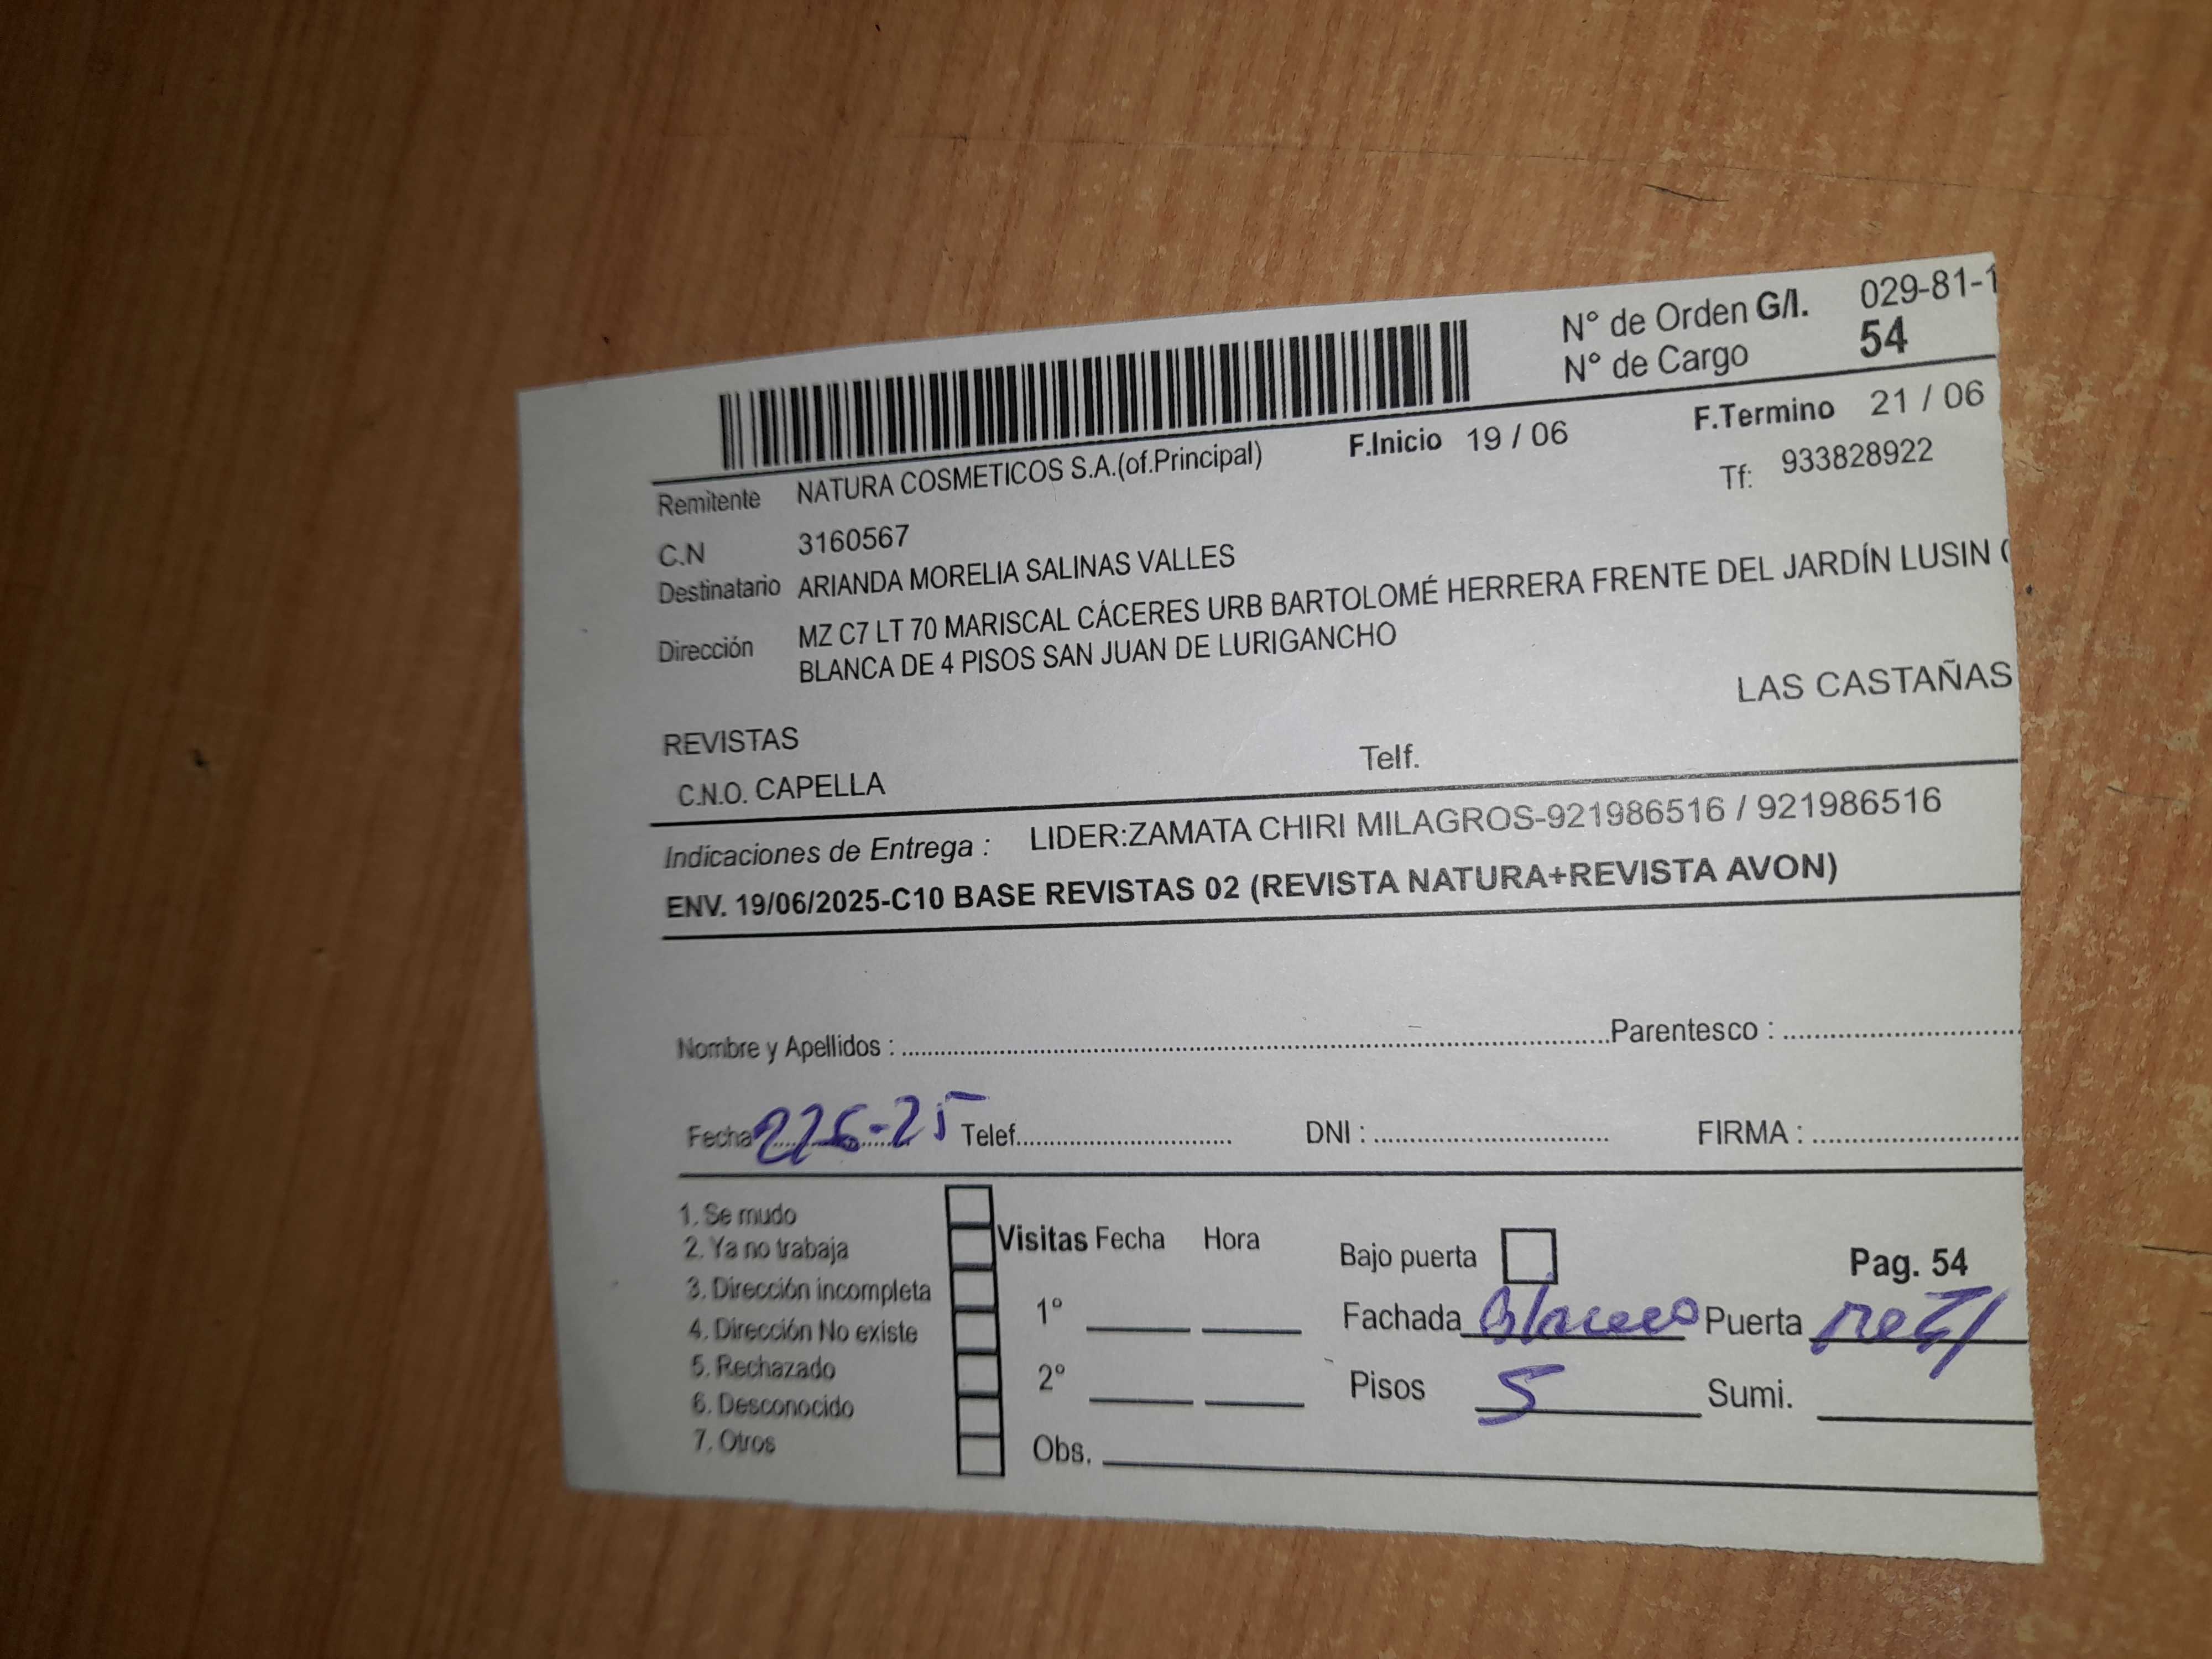 N° de Orden G/I. 029-81-1
N° de Cargo 54
F.Inicio 19 / 06 F.Termino 21 / 06
Remitente NATURA COSMETICOS S.A.(of.Principal) Tf: 933828922
C.N 3160567
Destinatario ARIANDA MORELIA SALINAS VALLES
Dirección MZ C7 LT 70 MARISCAL CÁCERES URB BARTOLOMÉ HERRERA FRENTE DEL JARDÍN LUSIN (
BLANCA DE 4 PISOS SAN JUAN DE LURIGANCHO
LAS CASTAÑAS
REVISTAS
C.N.O. CAPELLA Telf.
Indicaciones de Entrega : LIDER:ZAMATA CHIRI MILAGROS-921986516 / 921986516
ENV. 19/06/2025-C10 BASE REVISTAS 02 (REVISTA NATURA+REVISTA AVON)
Nombre y Apellidos : Parentesco :
Fecha Telef. DNI : FIRMA :
1. Se mudo
2. Ya no trabaja
3. Dirección incompleta
4. Dirección No existe
5. Rechazado
6. Desconocido
7. Otros
Visitas Fecha Hora
1°
2°
Obs.
Bajo puerta Pag. 54
Fachada Blanco Puerta
Pisos 5 Sumi.